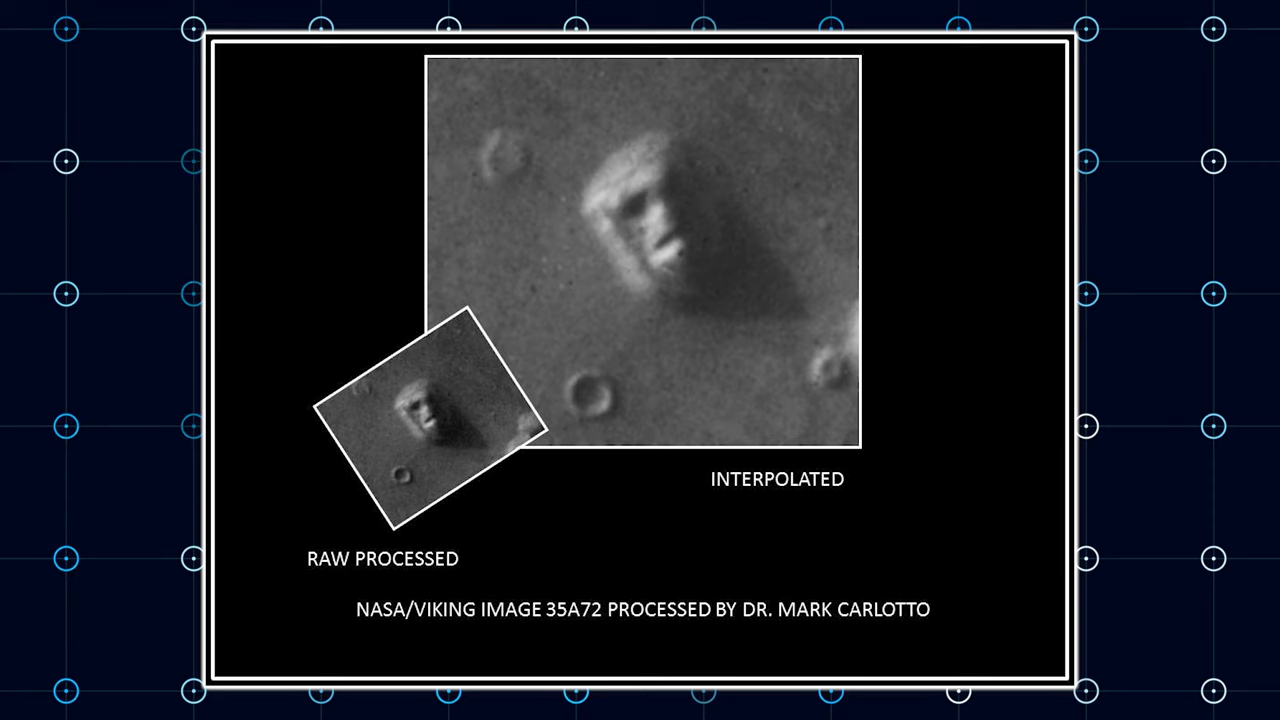 INTERPOLATED
RAW PROCESSED
NASA/VIKING IMAGE 35A72 PROCESSED BY DR. MARK CARLOTTO